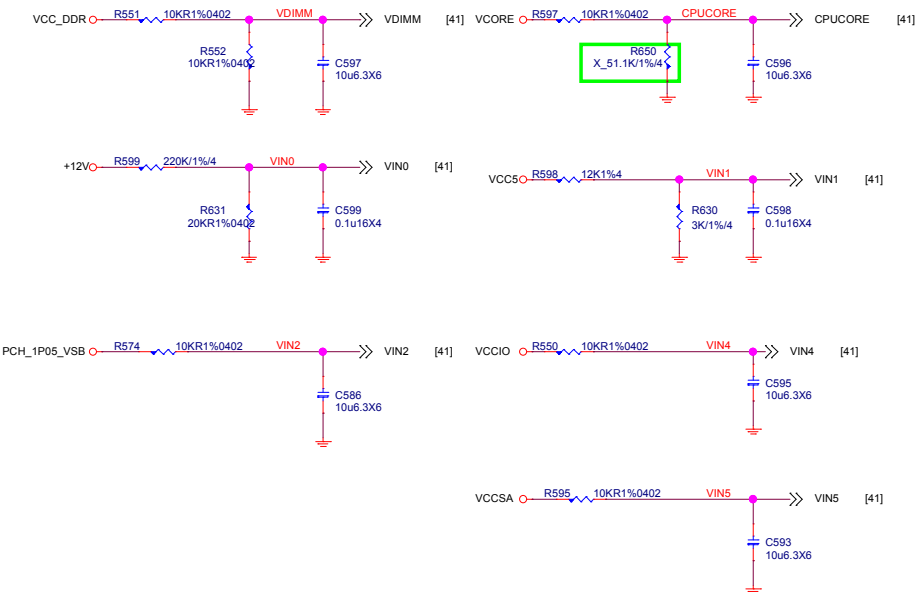 VCC_DDR R551 10KR1%0402 VDIMM VDIMM [41]
R552
10KR1%0402
C597
10u6.3X6
VCORE R597 10KR1%0402 CPUCORE CPUCORE [41]
R650
X_51.1K/1%/4
C596
10u6.3X6
+12V R599 220K/1%/4 VIN0 VIN0 [41]
R631
20KR1%0402
C599
0.1u16X4
VCC5 R598 12K1%4 VIN1 VIN1 [41]
R630
3K/1%/4
C598
0.1u16X4
PCH_1P05_VSB R574 10KR1%0402 VIN2 VIN2 [41]
C586
10u6.3X6
VCCIO R550 10KR1%0402 VIN4 VIN4 [41]
C595
10u6.3X6
VCCSA R595 10KR1%0402 VIN5 VIN5 [41]
C593
10u6.3X6